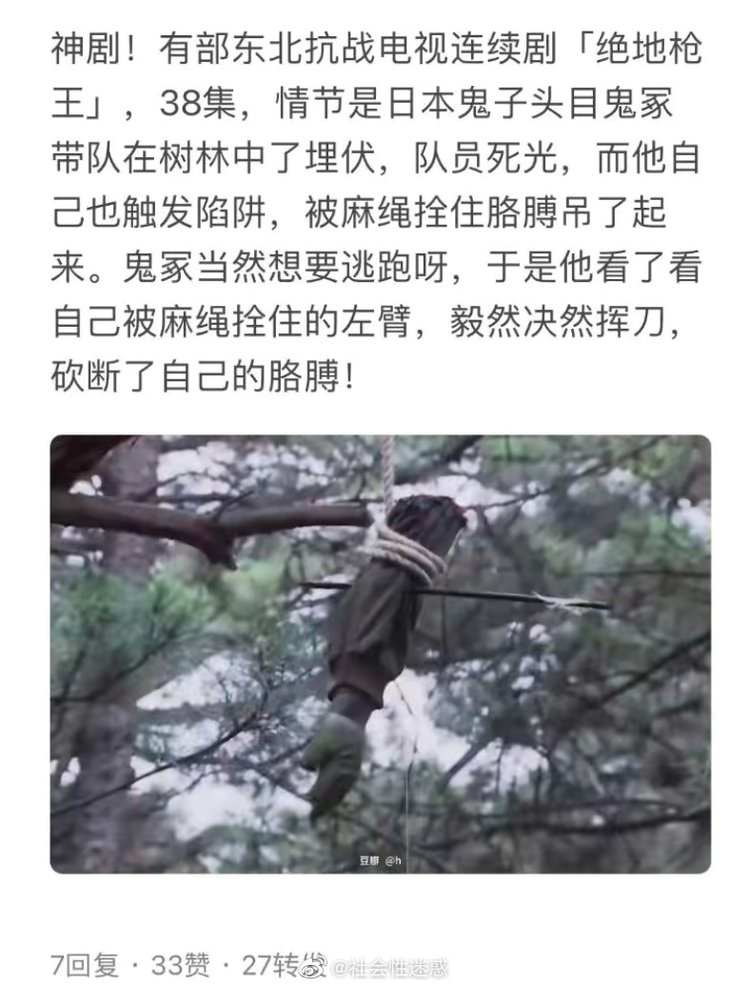 神剧！有部东北抗战电视连续剧「绝地枪
王」，38集，情节是日本鬼子头目鬼冢
带队在树林中了埋伏，队员死光，而他自
己也触发陷阱，被麻绳拴住胳膊吊了起
来。鬼冢当然想要逃跑呀，于是他看了看
自己被麻绳拴住的左臂，毅然决然挥刀，
砍断了自己的胳膊！
豆瓣 @h
7回复 · 33赞 · 27转发 @社会性迷惑